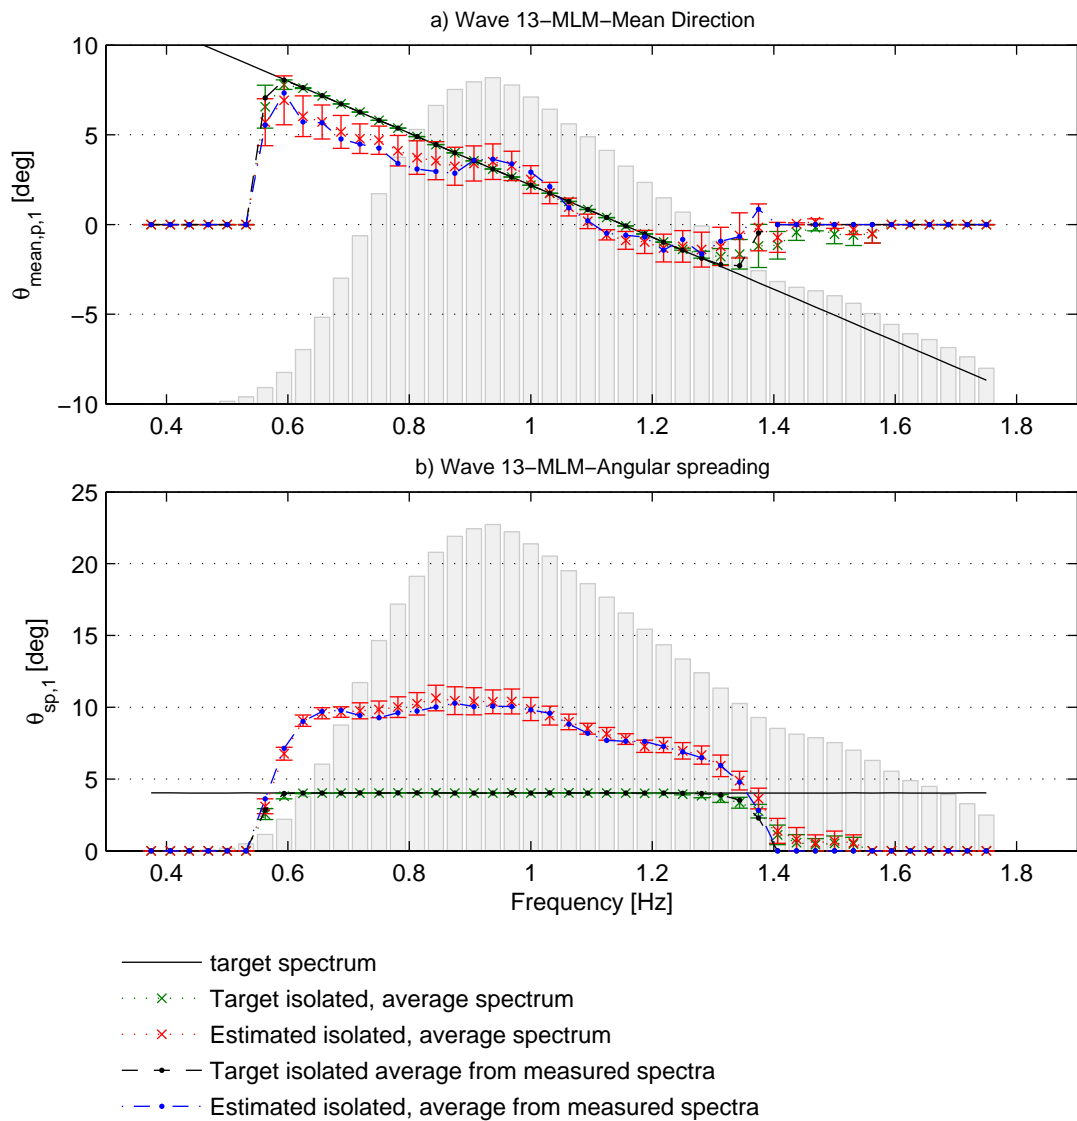 a) Wave 13−MLM−Mean Direction
10
5
0
−5
−10
θmean,p,1 [deg]
0.4 0.6 0.8 1 1.2 1.4 1.6 1.8
b) Wave 13−MLM−Angular spreading
25
20
15
10
5
0
θsp,1 [deg]
0.4 0.6 0.8 1 1.2 1.4 1.6 1.8
Frequency [Hz]
target spectrum
Target isolated, average spectrum
Estimated isolated, average spectrum
Target isolated average from measured spectra
Estimated isolated, average from measured spectra